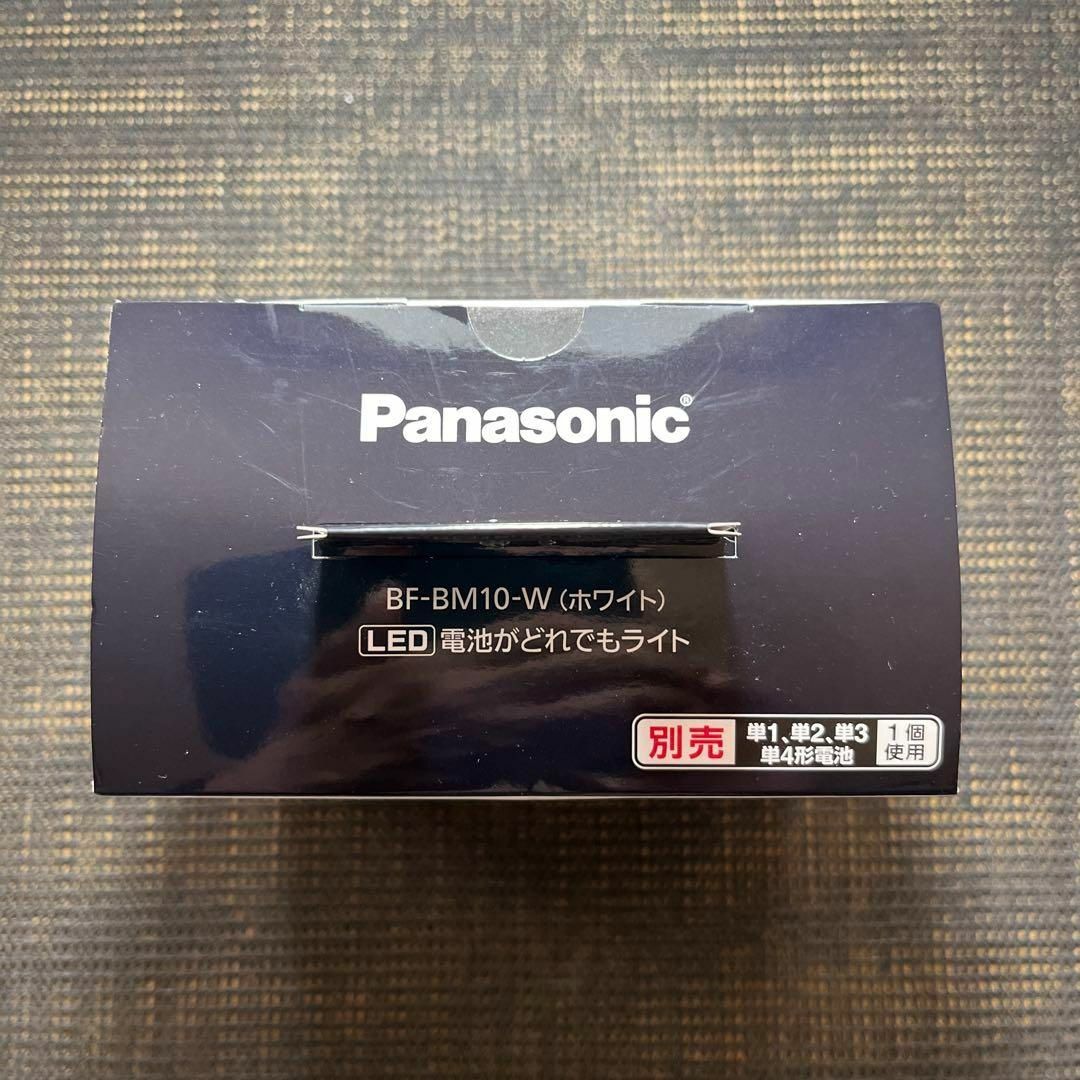 Panasonic®
BF-BM10-W（ホワイト）
LED 電池がどれでもライト
別売 単1、単2、単3 単4形電池 1個使用